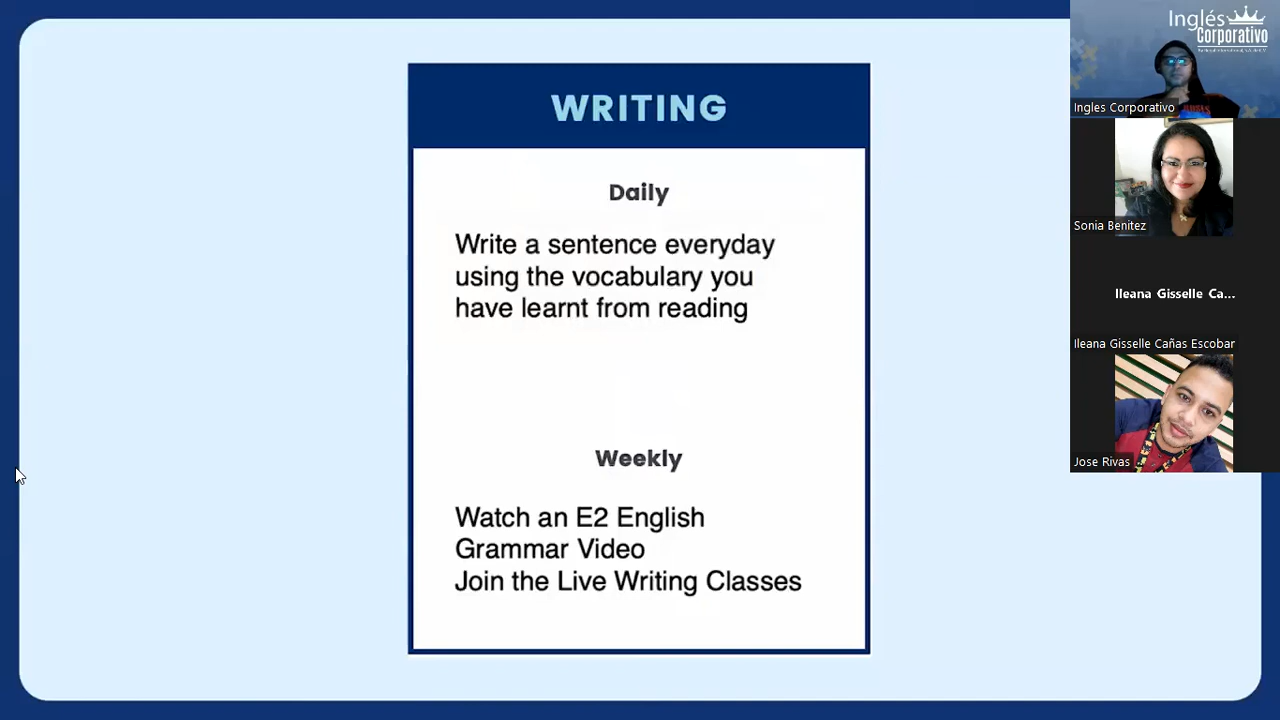 WRITING
Daily
Write a sentence everyday
using the vocabulary you
have learnt from reading
Weekly
Watch an E2 English
Grammar Video
Join the Live Writing Classes
Inglés
Corporativo
Ingles Corporativo
Sonia Benitez
Ileana Gisselle Ca...
Ileana Gisselle Cañas Escobar
Jose Rivas